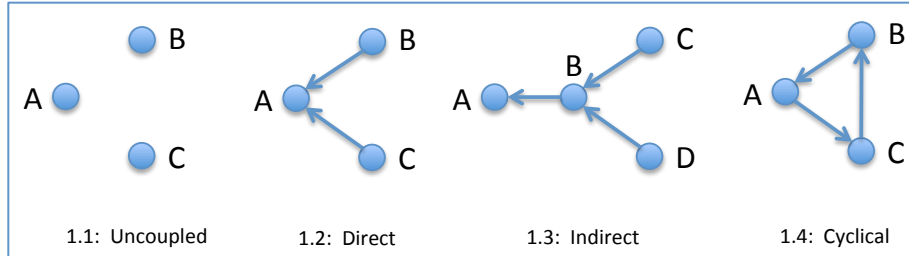 B
A
C
1.1: Uncoupled
B
A
C
1.2: Direct
C
B
A
D
1.3: Indirect
B
A
C
1.4: Cyclical